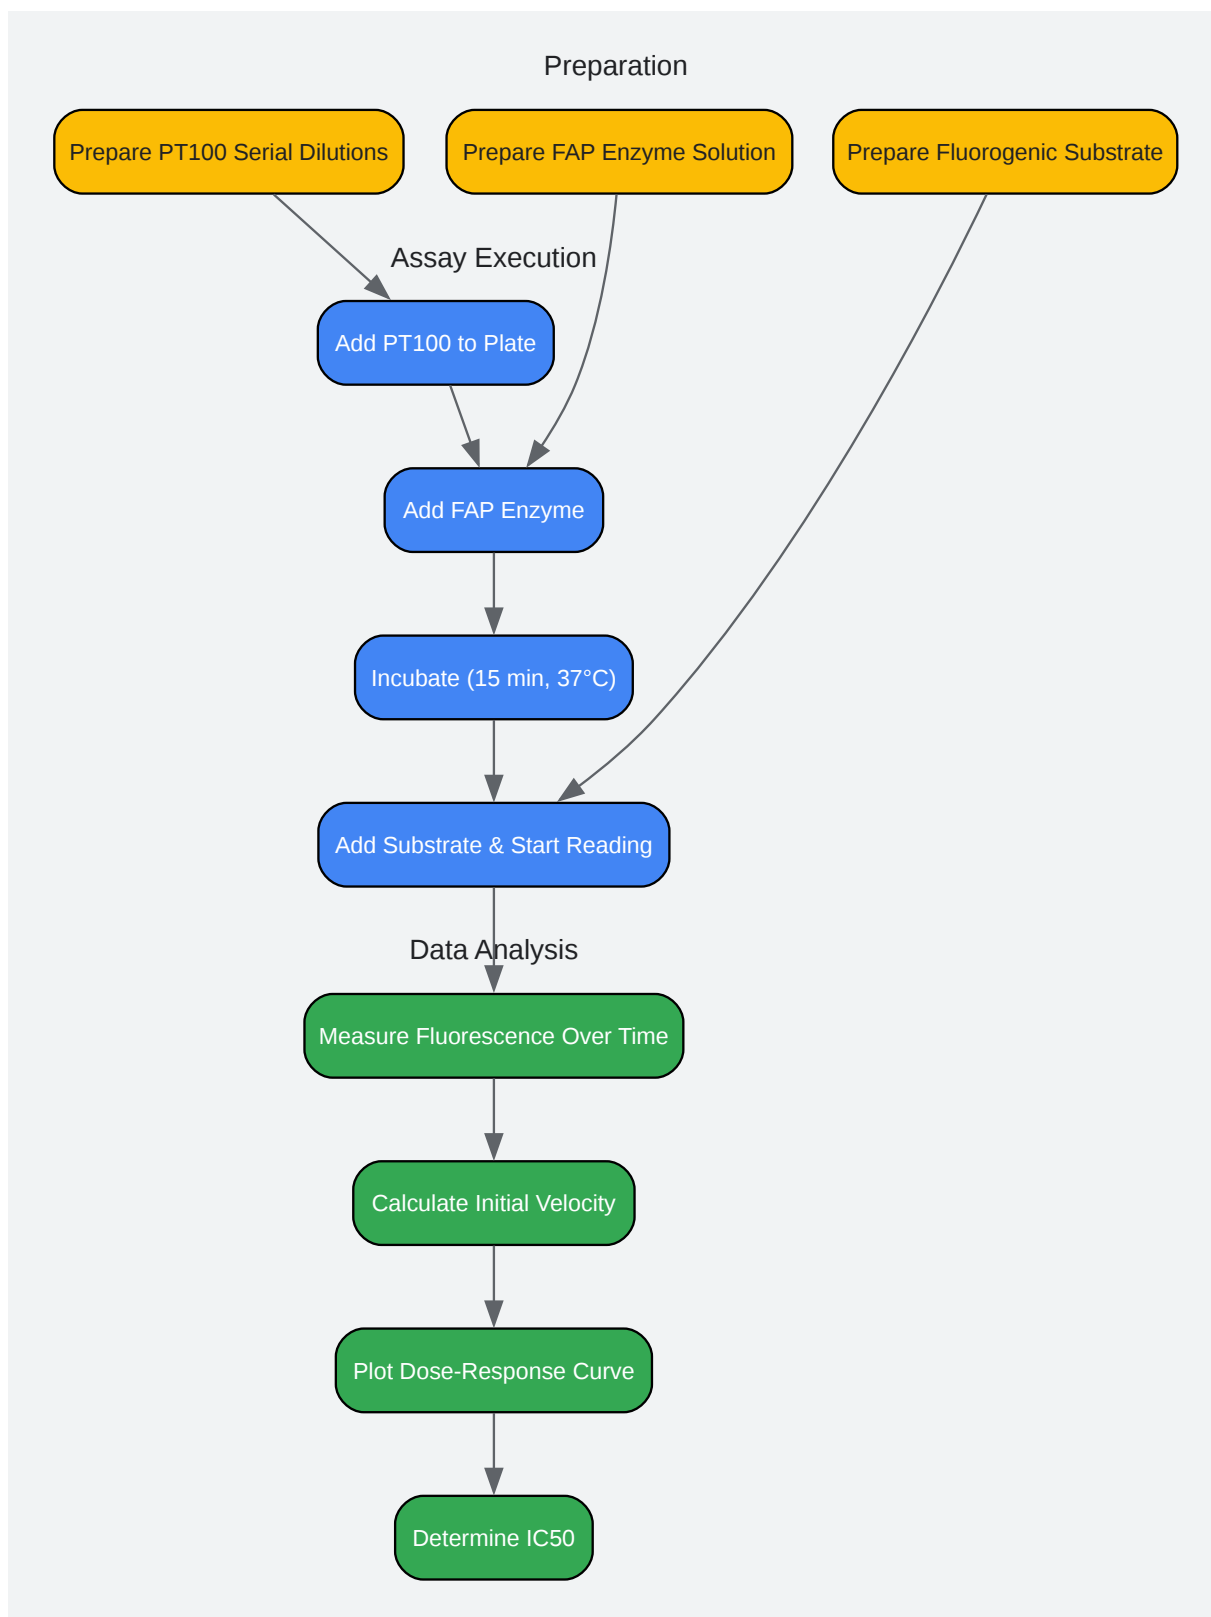 Preparation
Prepare PT100 Serial Dilutions
Prepare FAP Enzyme Solution
Prepare Fluorogenic Substrate
Assay Execution
Add PT100 to Plate
Add FAP Enzyme
Incubate (15 min, 37°C)
Add Substrate & Start Reading
Data Analysis
Measure Fluorescence Over Time
Calculate Initial Velocity
Plot Dose-Response Curve
Determine IC50